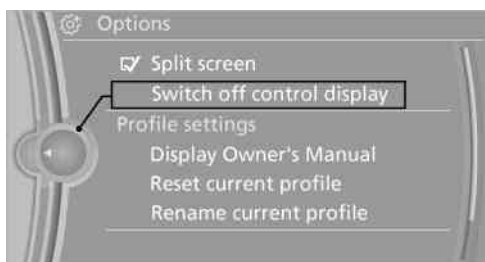 Options
Split screen
Switch off control display
Profile settings
Display Owner's Manual
Reset current profile
Rename current profile